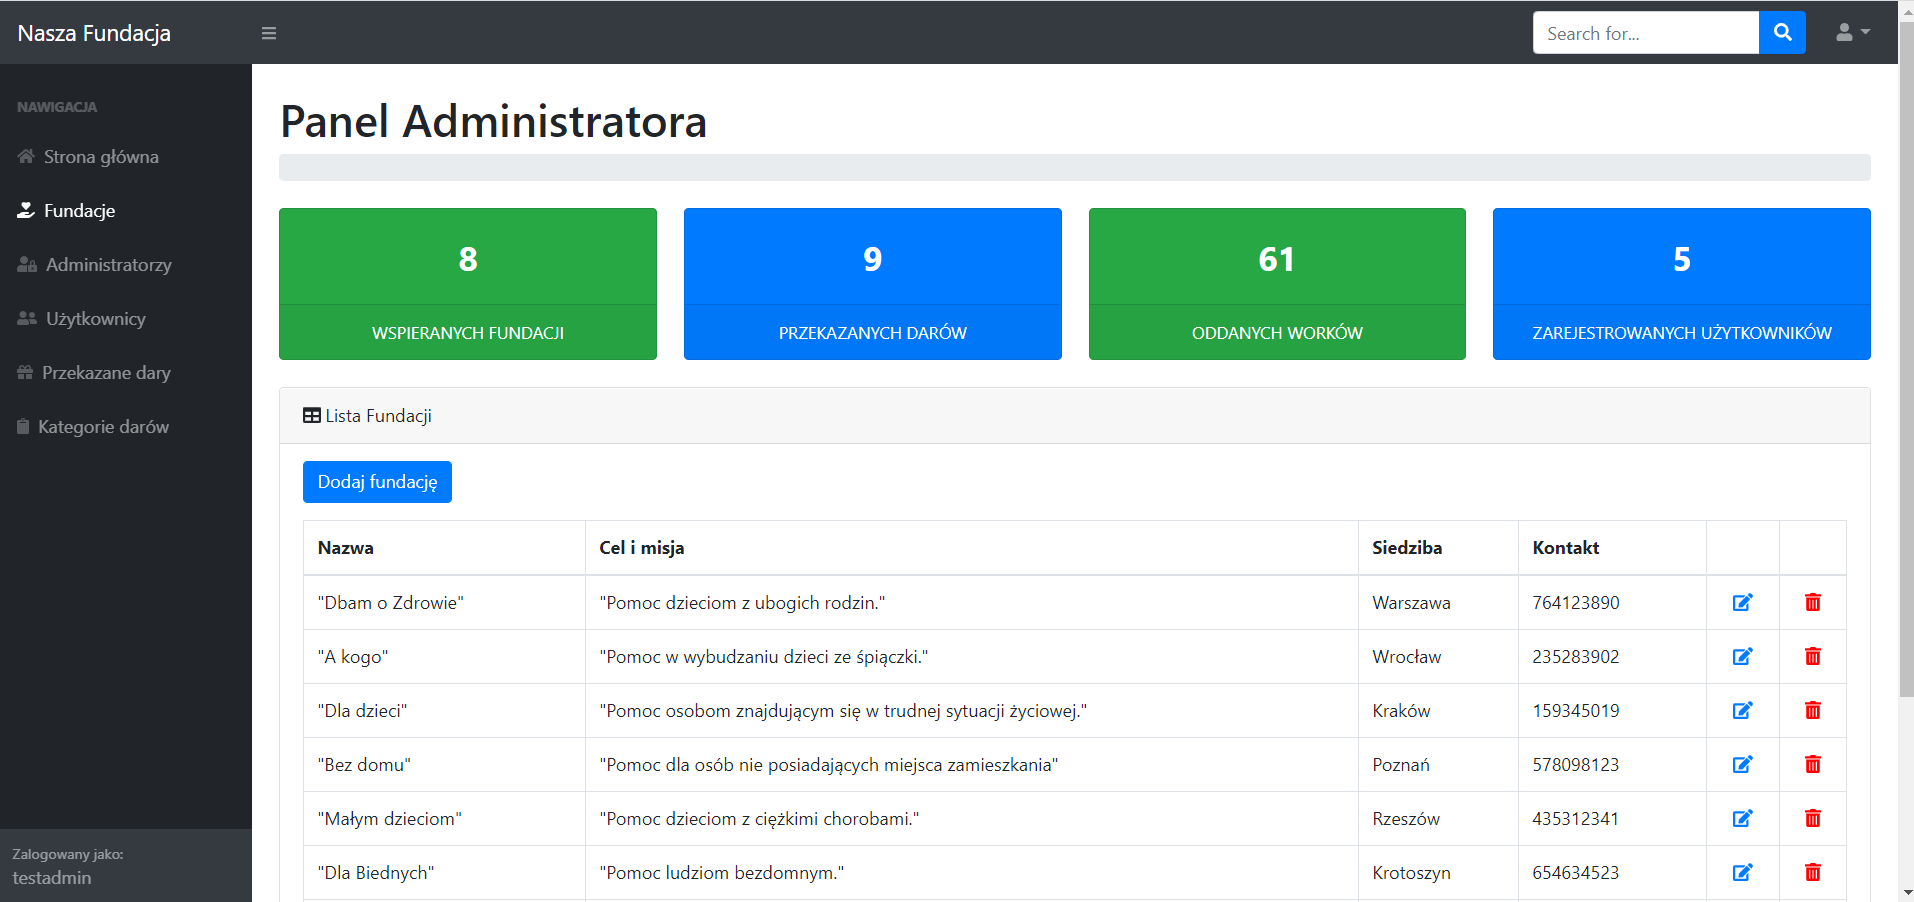 Nasza Fundacja
Search for...
NAWIGACJA
Strona główna
Fundacje
Administratorzy
Użytkownicy
Przekazane dary
Kategorie darów
Zalogowany jako:
testadmin
Panel Administratora
8
WSPIERANYCH FUNDACJI
9
PRZEKAZANYCH DARÓW
61
ODDANYCH WORKÓW
5
ZAREJESTROWANYCH UŻYTKOWNIKÓW
Lista Fundacji
Dodaj fundację
Nazwa Cel i misja Siedziba Kontakt
"Dbam o Zdrowie" "Pomoc dzieciom z ubogich rodzin." Warszawa 764123890
"A kogo" "Pomoc w wybudzaniu dzieci ze śpiączki." Wrocław 235283902
"Dla dzieci" "Pomoc osobom znajdującym się w trudnej sytuacji życiowej." Kraków 159345019
"Bez domu" "Pomoc dla osób nie posiadających miejsca zamieszkania" Poznań 578098123
"Małym dzieciom" "Pomoc dzieciom z ciężkimi chorobami." Rzeszów 435312341
"Dla Biednych" "Pomoc ludziom bezdomnym." Krotoszyn 654634523